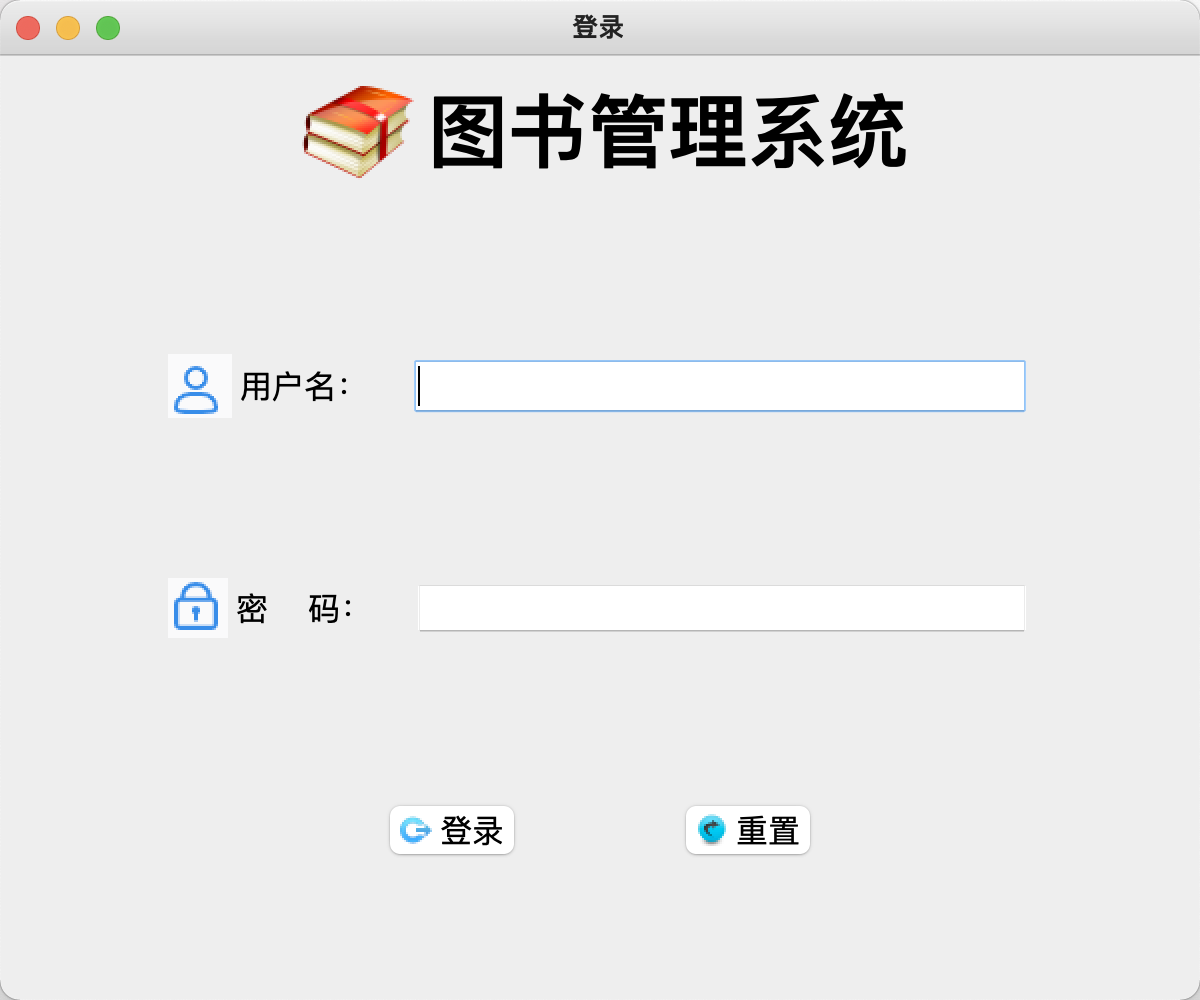 登录
图书管理系统
用户名：
密 码：
登录 重置